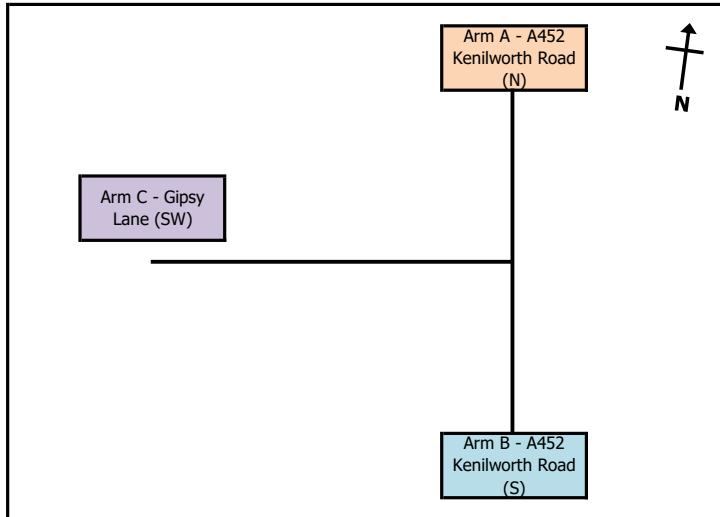 Arm A - A452
Kenilworth Road
(N)
N
Arm C - Gipsy
Lane (SW)
Arm B - A452
Kenilworth Road
(S)